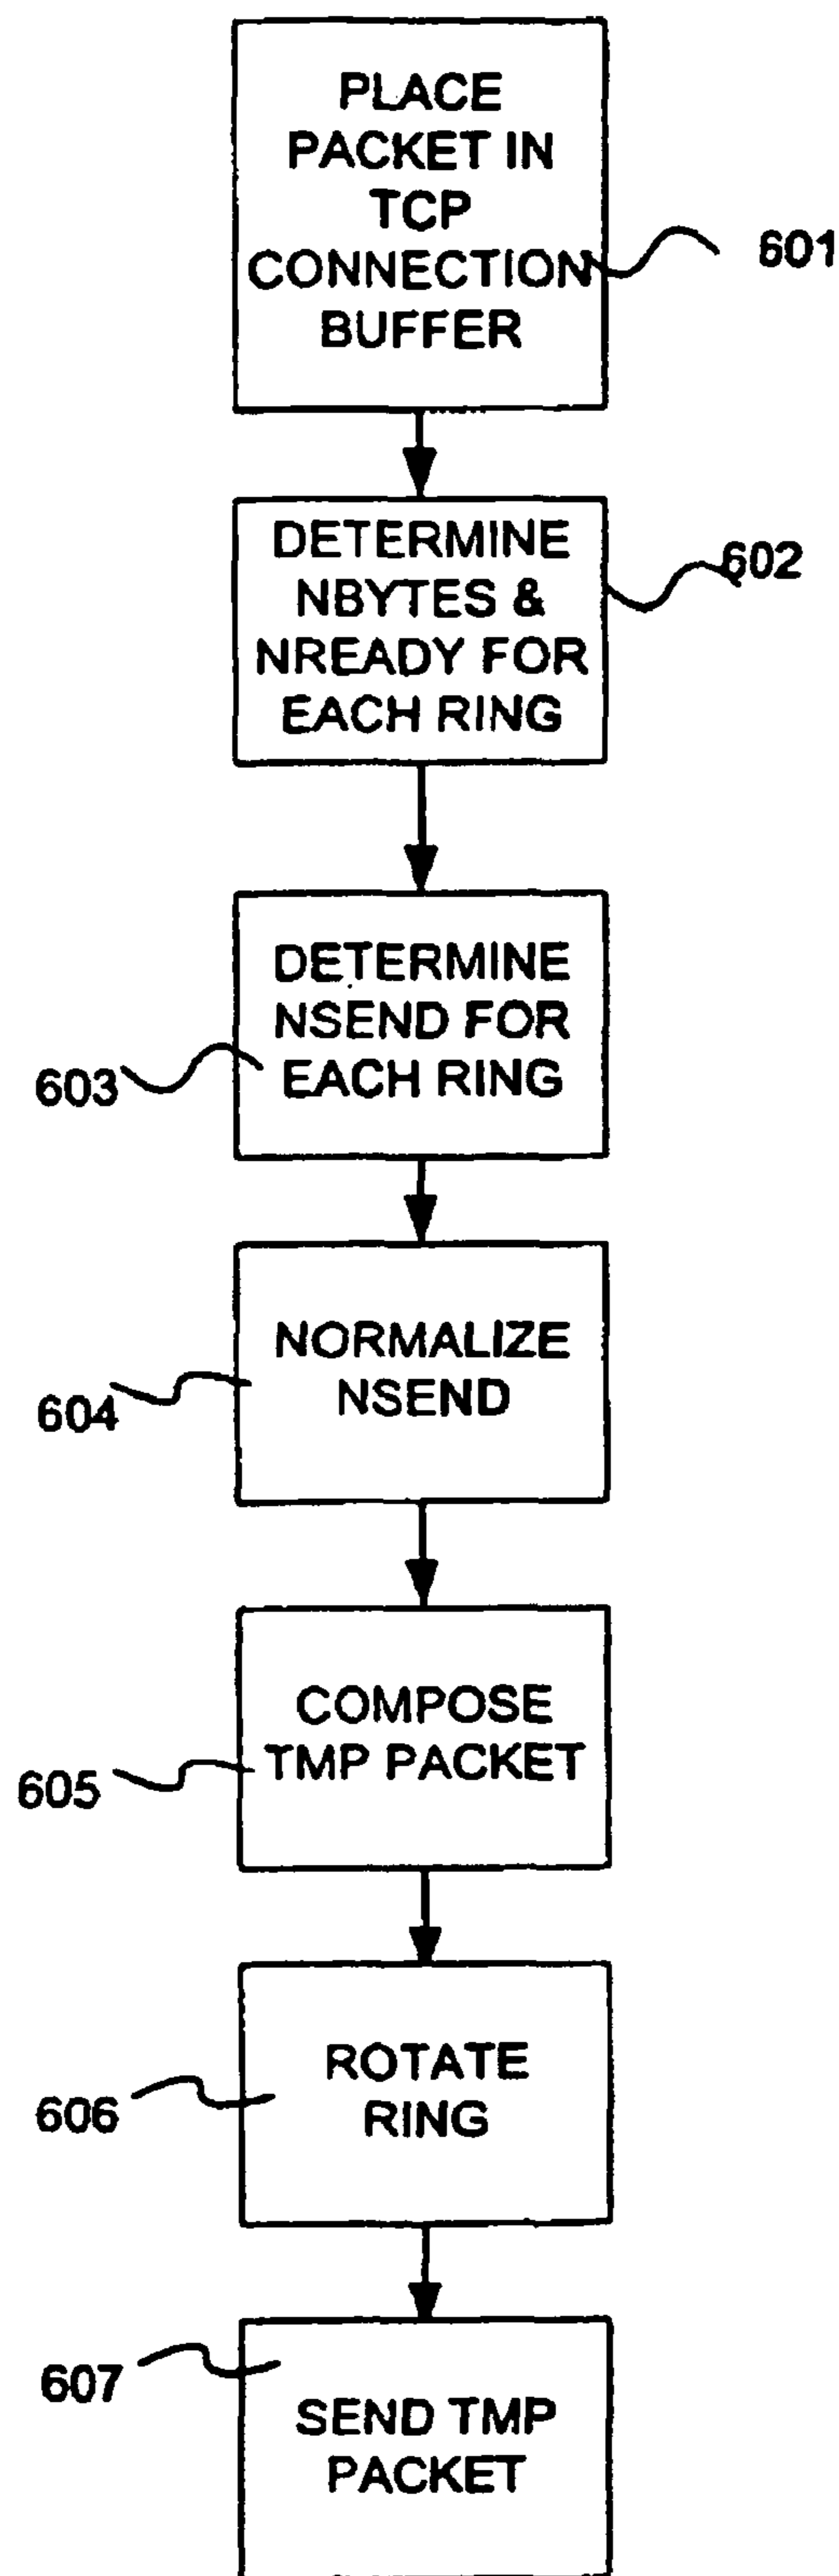 PLACE
PACKET IN
TCP
CONNECTION
BUFFER
601
DETERMINE
NBYTES &
NREADY FOR
EACH RING
602
DETERMINE
NSEND FOR
EACH RING
603
NORMALIZE
NSEND
604
COMPOSE
TMP PACKET
605
ROTATE
RING
606
607
SEND TMP
PACKET